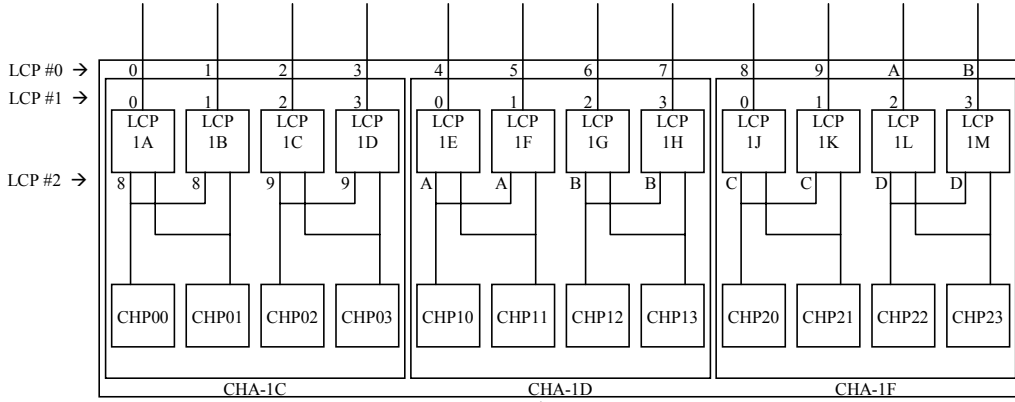 LCP #0 → 0 1 2 3 4 5 6 7 8 9 A B
LCP #1 → 0 1 2 3 0 1 2 3 0 1 2 3
LCP LCP LCP LCP LCP LCP LCP LCP LCP LCP LCP LCP
1A 1B 1C 1D 1E 1F 1G 1H 1J 1K 1L 1M
LCP #2 → 8 8 9 9 A A B B C C D D
CHP00 CHP01 CHP02 CHP03 CHP10 CHP11 CHP12 CHP13 CHP20 CHP21 CHP22 CHP23
CHA-1C CHA-1D CHA-1F